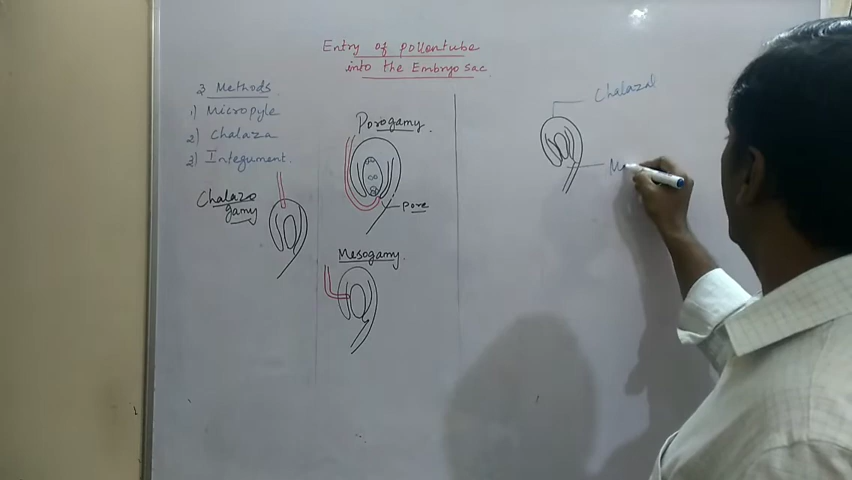 Entry of pollentube
into the Embryo sac
3 Methods
1) Micropyle
2) Chalaza
3) Integument.
Chalazo
gamy
Porogamy.
pore
Mesogamy.
Chalazal
M